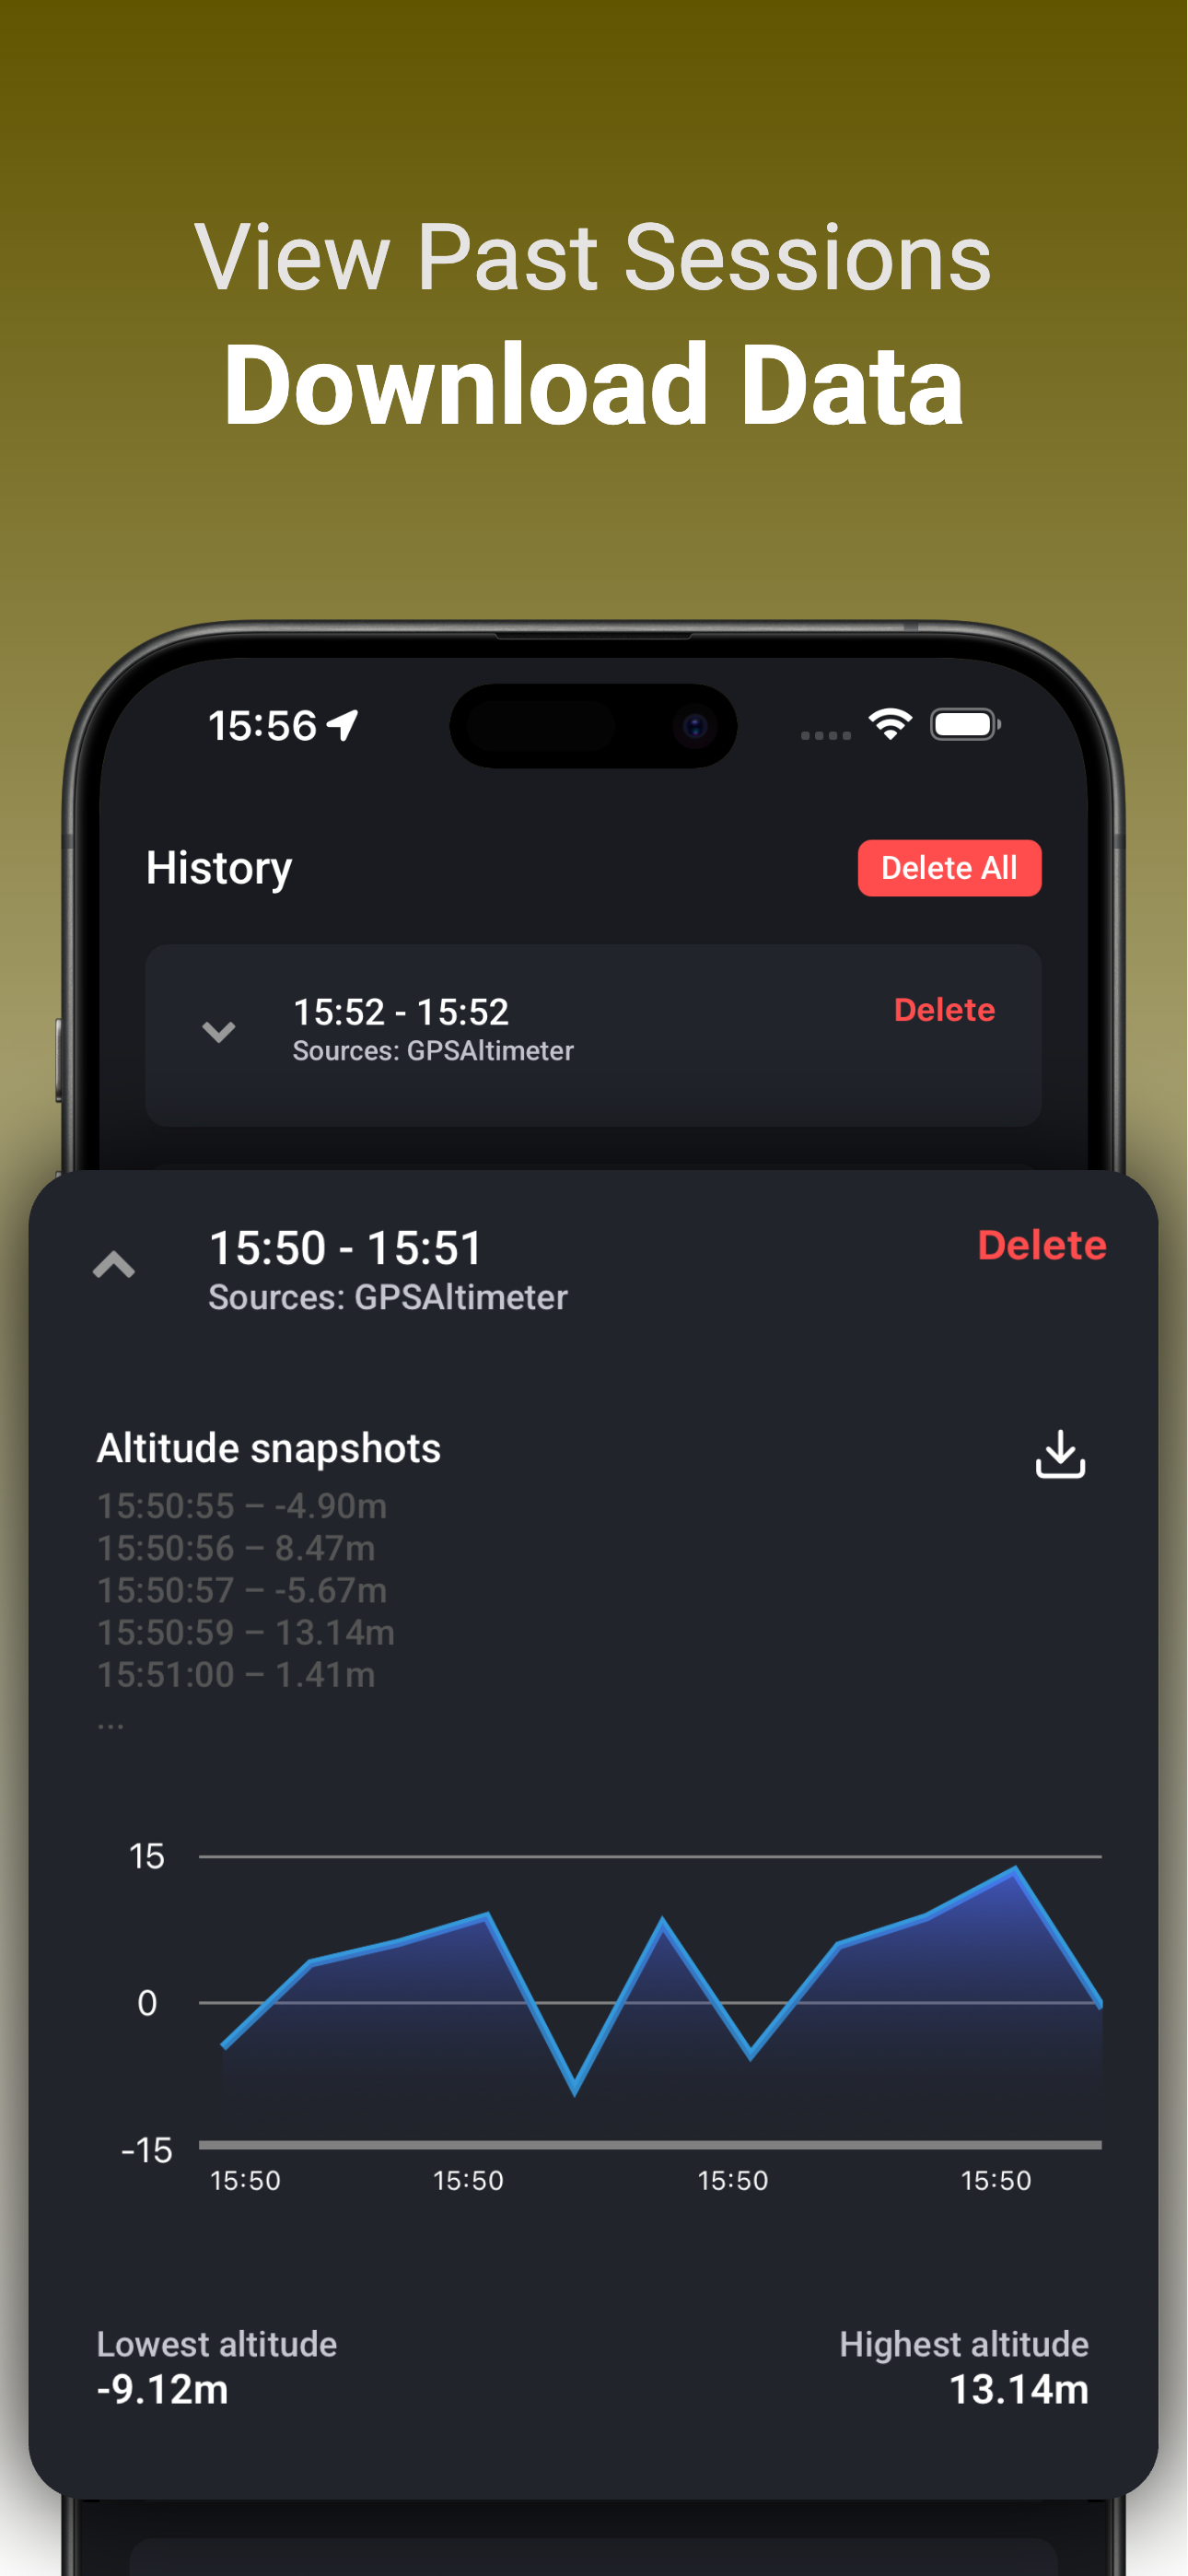 View Past Sessions
Download Data
15:56
History
Delete All
15:52 - 15:52
Delete
Sources: GPSAltimeter
15:50 - 15:51
Delete
Sources: GPSAltimeter
Altitude snapshots
15:50:55 – -4.90m
15:50:56 – 8.47m
15:50:57 – -5.67m
15:50:59 – 13.14m
15:51:00 – 1.41m
...
15
0
-15
15:50 15:50 15:50 15:50
Lowest altitude Highest altitude
-9.12m 13.14m